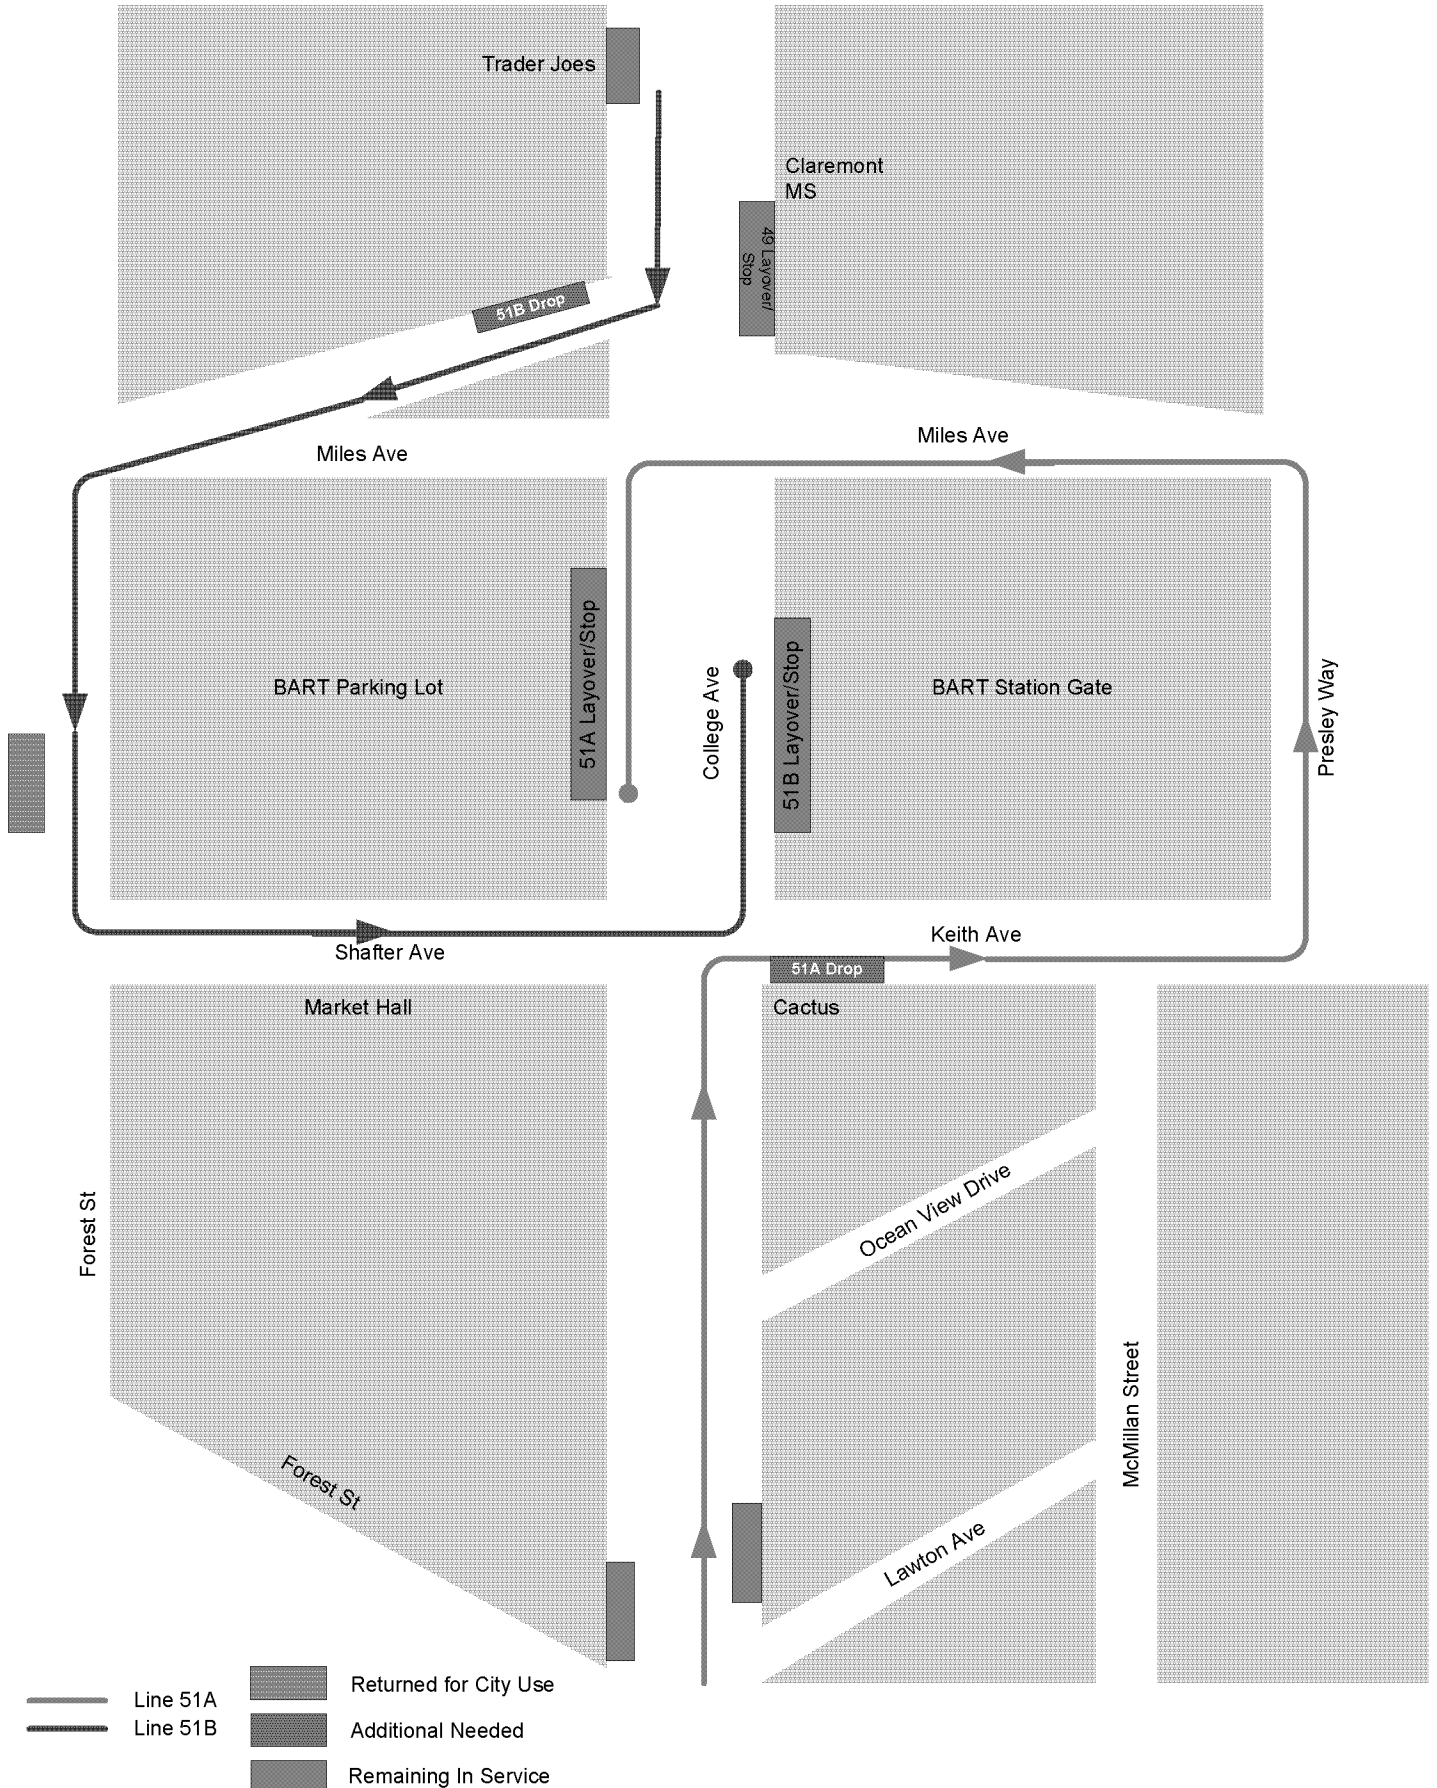 Trader Joes
Claremont
MS
49 Layover/
Stop
51B Drop
Miles Ave
Miles Ave
51A Layover/Stop
BART Parking Lot
College Ave
51B Layover/Stop
BART Station Gate
Presley Way
Shafter Ave
Keith Ave
51A Drop
Market Hall
Cactus
Forest St
Ocean View Drive
McMillan Street
Forest St
Lawton Ave
Returned for City Use
Line 51A
Line 51B
Additional Needed
Remaining In Service